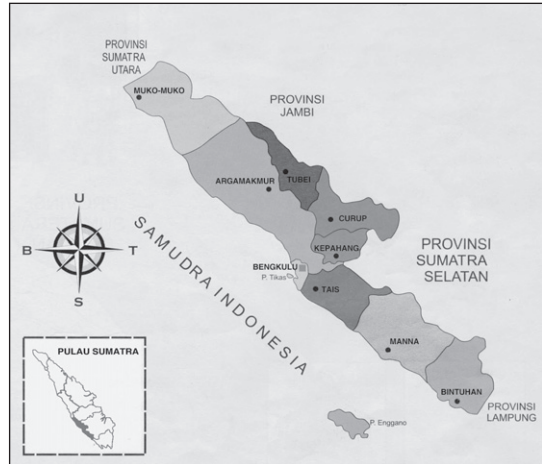 PROVINSI
SUMATRA
UTARA
MUKO-MUKO
PROVINSI
JAMBI
TUBEI
ARGAMAKMUR
CURUP
KEPAHANG
PROVINSI
SUMATRA
SELATAN
BENGKULU
P. Tikas
TAIS
U
B
T
S
SAMUDRA INDONESIA
MANNA
BINTUHAN
PROVINSI
LAMPUNG
P. Enggano
PULAU SUMATRA